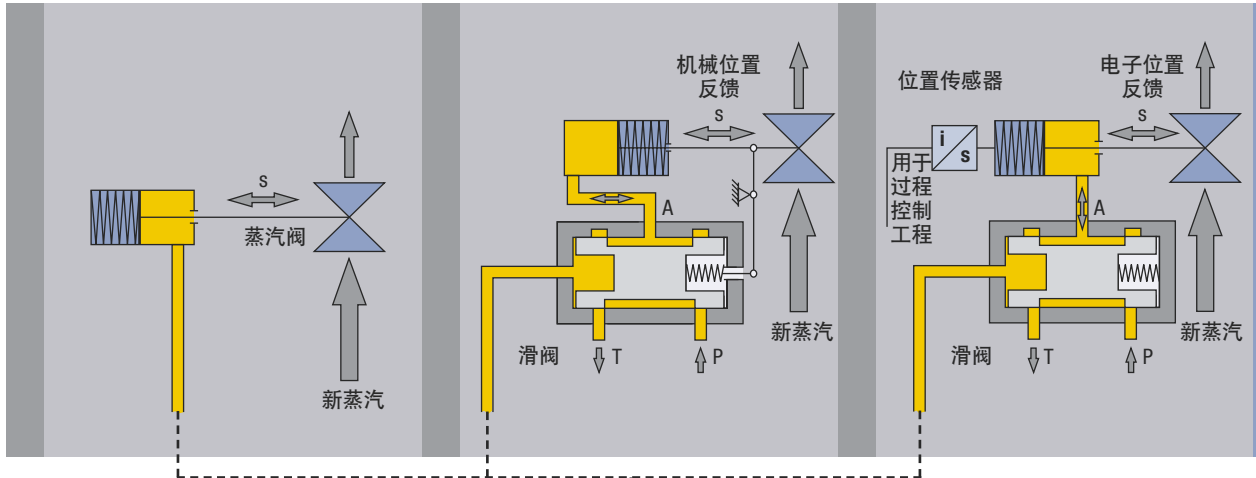 s
蒸汽阀
新蒸汽
机械位置
反馈
s
A
滑阀
T
P
新蒸汽
位置传感器
电子位置
反馈
s
i
s
用于
过程
控制
工程
A
滑阀
T
P
新蒸汽